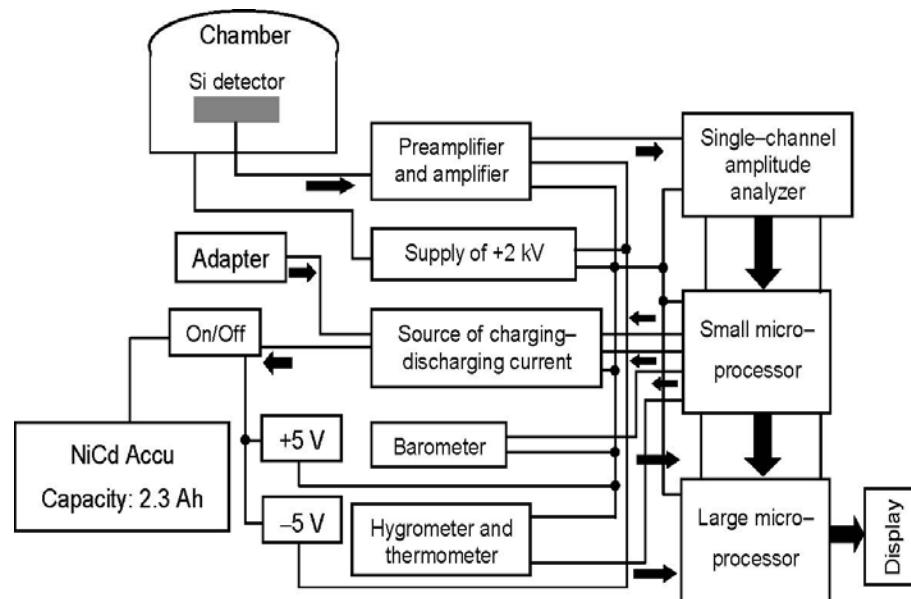 Chamber
Si detector
Preamplifier
and amplifier
Single–channel
amplitude
analyzer
Supply of +2 kV
Adapter
On/Off
Source of charging–
discharging current
Small micro–
processor
NiCd Accu
Capacity: 2.3 Ah
+5 V
Barometer
–5 V
Hygrometer and
thermometer
Large micro–
processor
Display